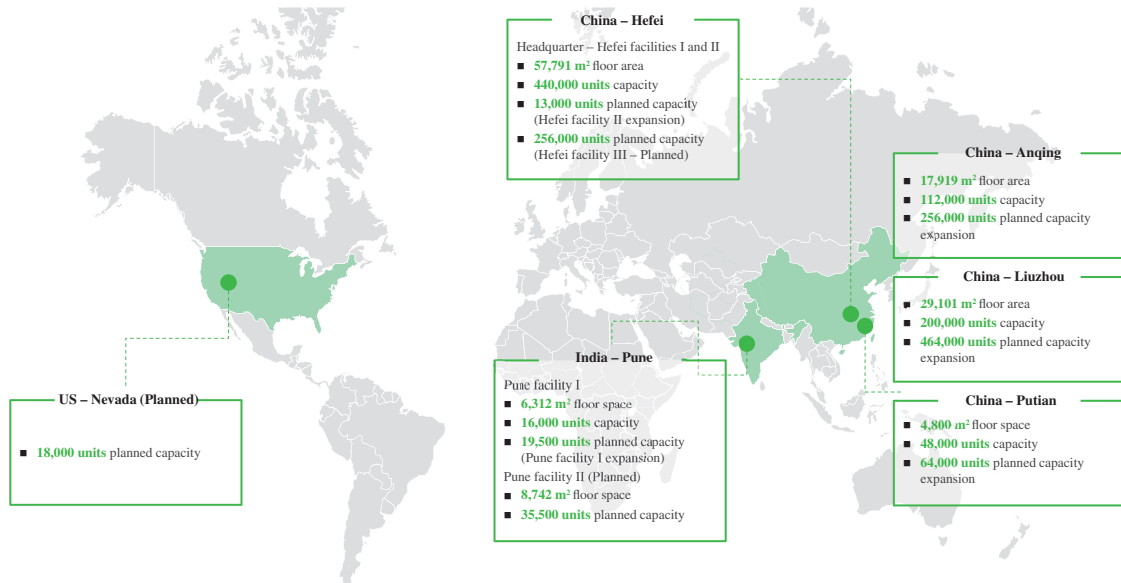 China – Hefei
Headquarter – Hefei facilities I and II
■ 57,791 m² floor area
■ 440,000 units capacity
■ 13,000 units planned capacity
(Hefei facility II expansion)
■ 256,000 units planned capacity
(Hefei facility III – Planned)
China – Anqing
■ 17,919 m² floor area
■ 112,000 units capacity
■ 256,000 units planned capacity
expansion
China – Liuzhou
■ 29,101 m² floor area
■ 200,000 units capacity
■ 464,000 units planned capacity
expansion
India – Pune
Pune facility I
■ 6,312 m² floor space
■ 16,000 units capacity
■ 19,500 units planned capacity
(Pune facility I expansion)
Pune facility II (Planned)
■ 8,742 m² floor space
■ 35,500 units planned capacity
US – Nevada (Planned)
■ 18,000 units planned capacity
China – Putian
■ 4,800 m² floor space
■ 48,000 units capacity
■ 64,000 units planned capacity
expansion